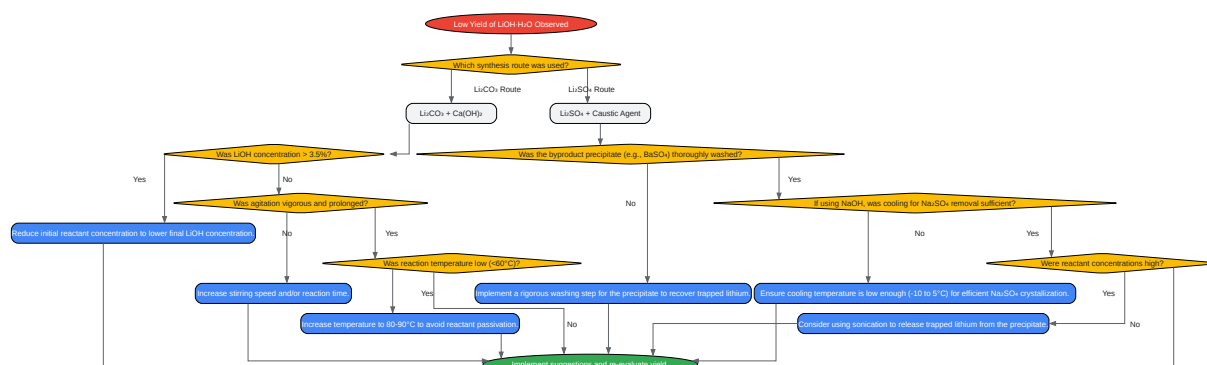 Low Yield of LiOH·H₂O Observed
Which synthesis route was used?
Li₂CO₃ Route
Li₂SO₄ Route
Li₂CO₃ + Ca(OH)₂
Li₂SO₄ + Caustic Agent
Was LiOH concentration > 3.5%?
Was the byproduct precipitate (e.g., BaSO₄) thoroughly washed?
Yes
No
Yes
Was agitation vigorous and prolonged?
No
If using NaOH, was cooling for Na₂SO₄ removal sufficient?
Reduce initial reactant concentration to lower final LiOH concentration.
No
Yes
No
Yes
Was reaction temperature low (<60°C)?
Were reactant concentrations high?
Increase stirring speed and/or reaction time.
Yes
Implement a rigorous washing step for the precipitate to recover trapped lithium.
Ensure cooling temperature is low enough (-10 to 5°C) for efficient Na₂SO₄ crystallization.
Yes
Increase temperature to 80-90°C to avoid reactant passivation.
No
Consider using sonication to release trapped lithium from the precipitate.
No
Implement suggestions and re-evaluate yield.